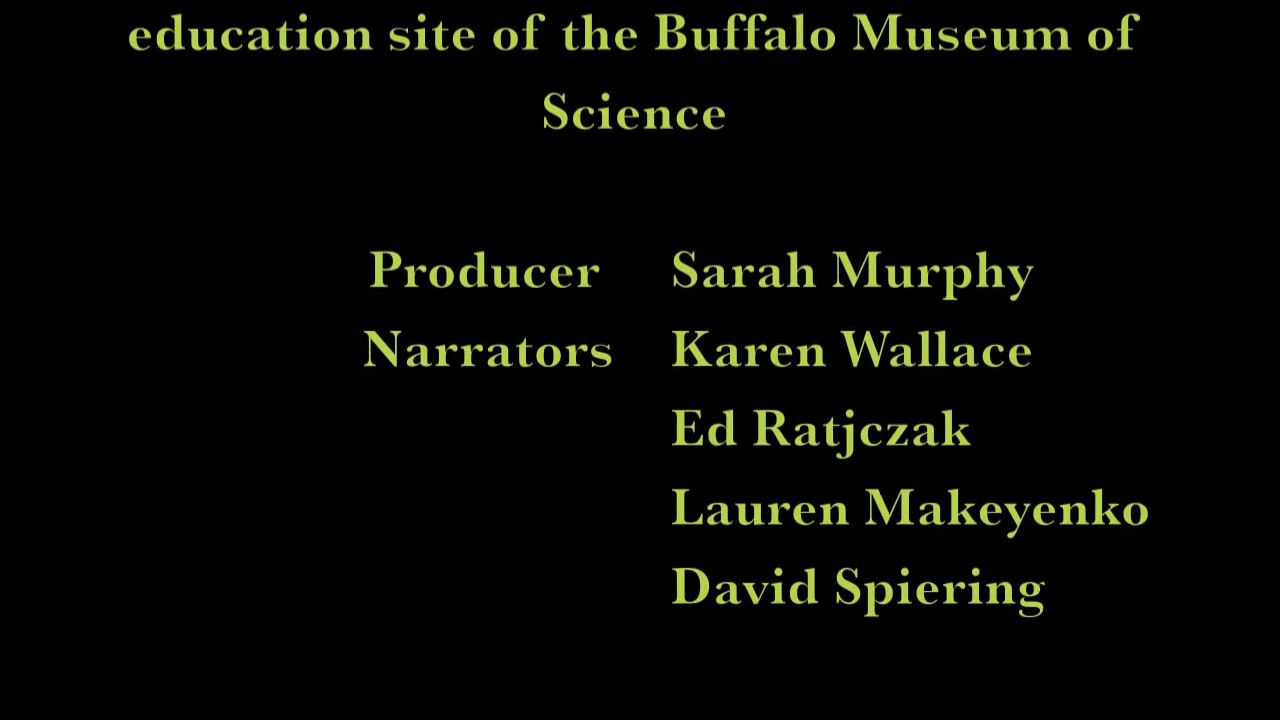 education site of the Buffalo Museum of
Science
Producer Sarah Murphy
Narrators Karen Wallace
Ed Ratjczak
Lauren Makeyenko
David Spiering